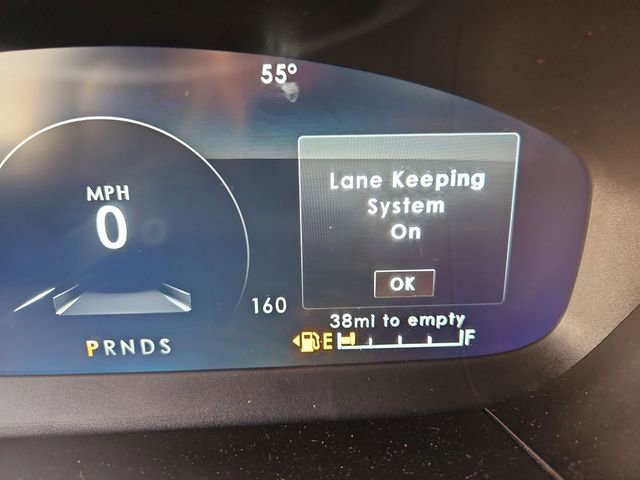 55°
MPH
0
160
PRNDS
Lane Keeping
System
On
OK
38mi to empty
E F